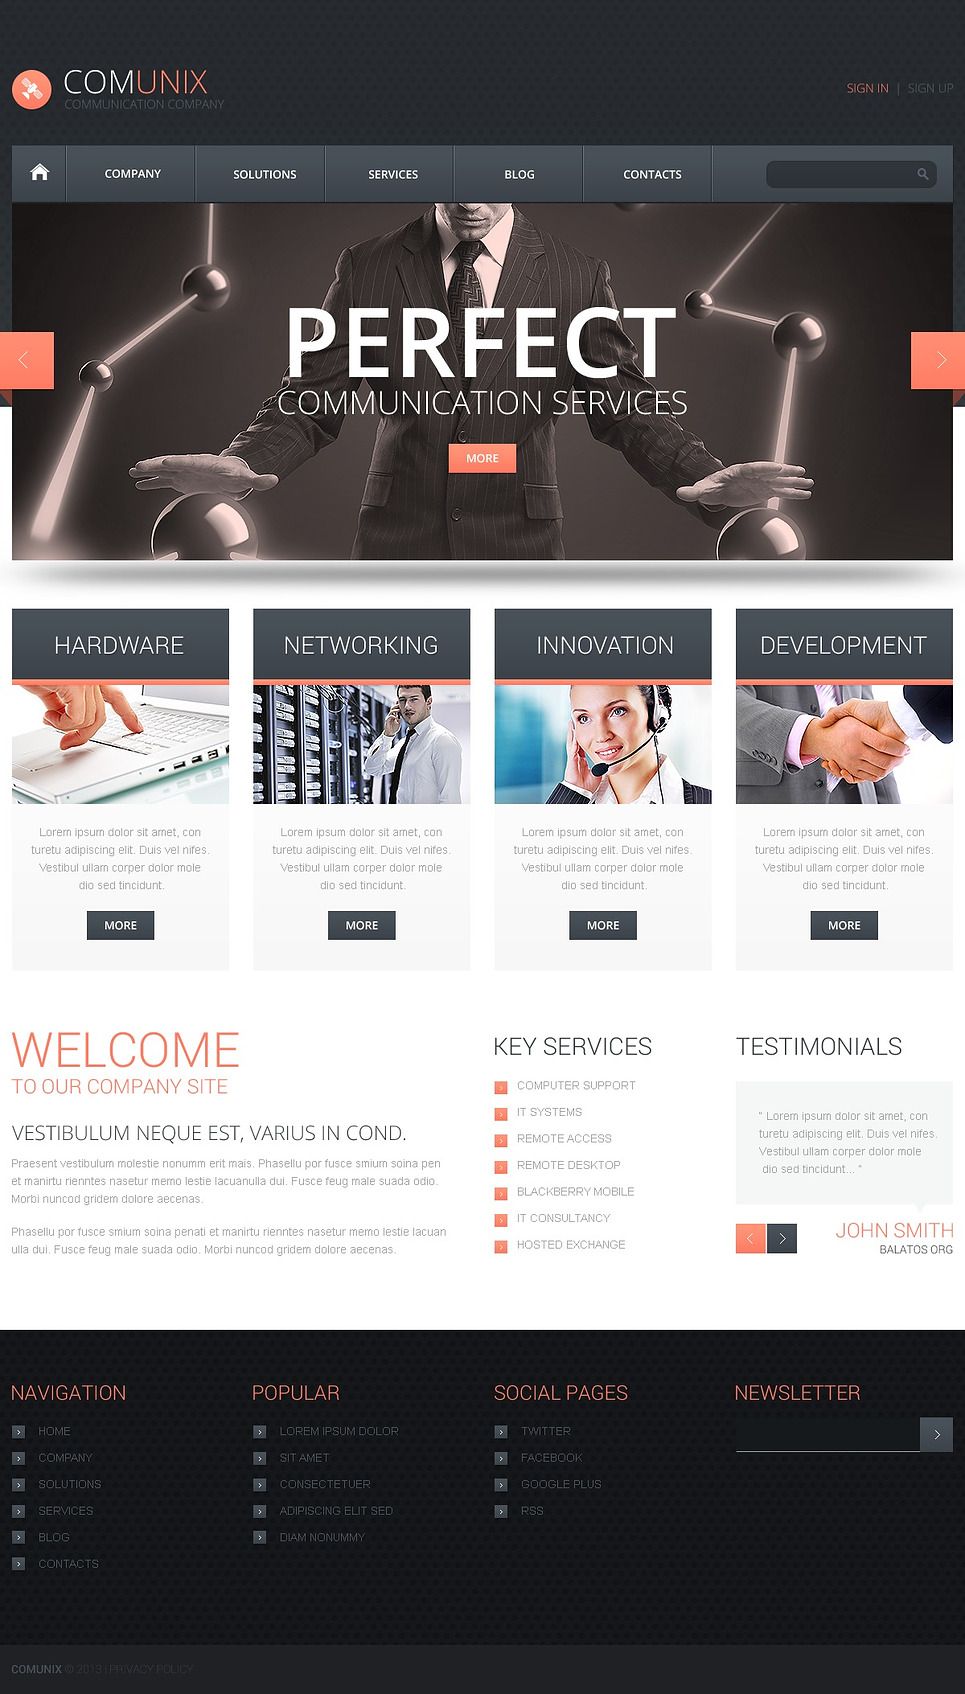 COMUNIX
COMMUNICATION COMPANY
SIGN IN | SIGN UP
COMPANY
SOLUTIONS
SERVICES
BLOG
CONTACTS
PERFECT
COMMUNICATION SERVICES
MORE
HARDWARE
Lorem ipsum dolor sit amet, con
turetu adipiscing elit. Duis vel nifes.
Vestibul ullam corper dolor mole
dio sed tincidunt.
MORE
NETWORKING
Lorem ipsum dolor sit amet, con
turetu adipiscing elit. Duis vel nifes.
Vestibul ullam corper dolor mole
dio sed tincidunt.
MORE
INNOVATION
Lorem ipsum dolor sit amet, con
turetu adipiscing elit. Duis vel nifes.
Vestibul ullam corper dolor mole
dio sed tincidunt.
MORE
DEVELOPMENT
Lorem ipsum dolor sit amet, con
turetu adipiscing elit. Duis vel nifes.
Vestibul ullam corper dolor mole
dio sed tincidunt.
MORE
WELCOME
TO OUR COMPANY SITE
VESTIBULUM NEQUE EST, VARIUS IN COND.
Praesent vestibulum molestie nonumm erit mais. Phasellu por fusce smium soina pen
et manirtu rienntes nasetur memo lestie lacuanulla dui. Fusce feug male suada odio.
Morbi nuncod gridem dolore aecenas.
Phasellu por fusce smium soina penati et manirtu rienntes nasetur memo lestie lacuan
ulla dui. Fusce feug male suada odio. Morbi nuncod gridem dolore aecenas.
KEY SERVICES
COMPUTER SUPPORT
IT SYSTEMS
REMOTE ACCESS
REMOTE DESKTOP
BLACKBERRY MOBILE
IT CONSULTANCY
HOSTED EXCHANGE
TESTIMONIALS
" Lorem ipsum dolor sit amet, con
turetu adipiscing elit. Duis vel nifes.
Vestibul ullam corper dolor mole
dio sed tincidunt... "
JOHN SMITH
BALATOS ORG
NAVIGATION
HOME
COMPANY
SOLUTIONS
SERVICES
BLOG
CONTACTS
POPULAR
LOREM IPSUM DOLOR
SIT AMET
CONSECTETUER
ADIPISCING ELIT SED
DIAM NONUMMY
SOCIAL PAGES
TWITTER
FACEBOOK
GOOGLE PLUS
RSS
NEWSLETTER
COMUNIX © 2013 | PRIVACY POLICY